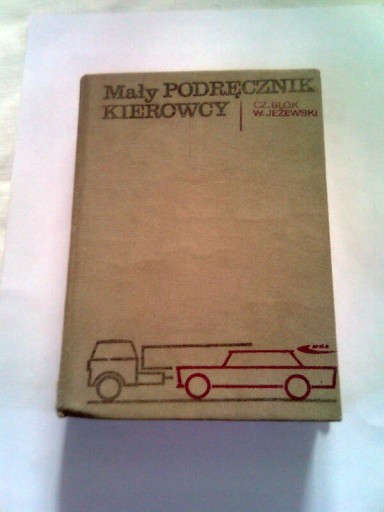 Mały PODRĘCZNIK
KIEROWCY
CZ. BLOK
W. JEŻEWSKI